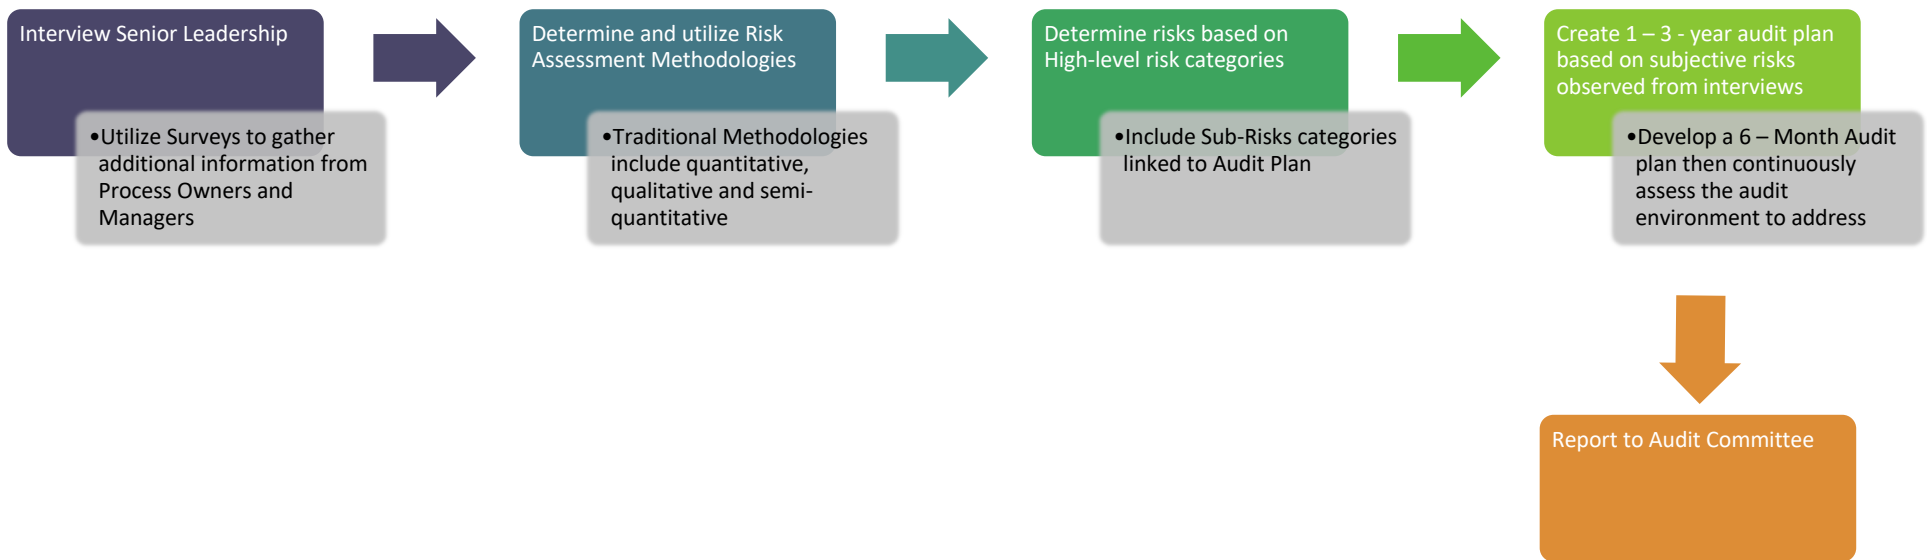 Interview Senior Leadership
•Utilize Surveys to gather
additional information from
Process Owners and
Managers
Determine and utilize Risk
Assessment Methodologies
•Traditional Methodologies
include quantitative,
qualitative and semi-
quantitative
Determine risks based on
High-level risk categories
•Include Sub-Risks categories
linked to Audit Plan
Create 1 – 3 - year audit plan
based on subjective risks
observed from interviews
•Develop a 6 – Month Audit
plan then continuously
assess the audit
environment to address
Report to Audit Committee